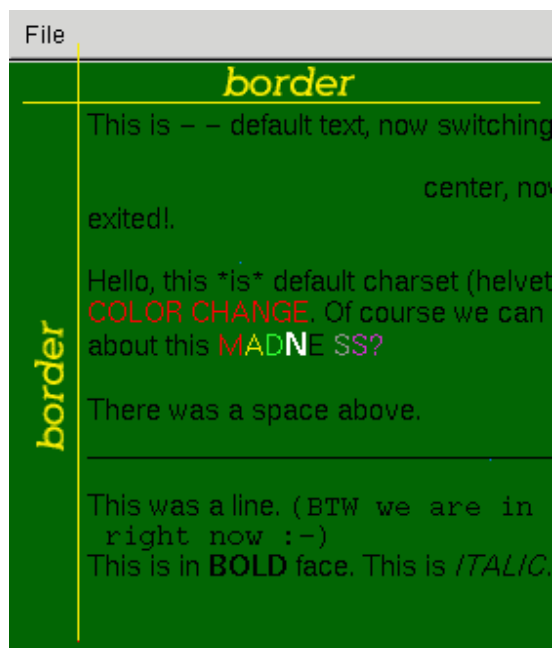 File
border
This is – – default text, now switching
center, now
exited!.
Hello, this *is* default charset (helvet
COLOR CHANGE. Of course we can
about this MADNE SS?
border
There was a space above.
This was a line. (BTW we are in
right now :-)
This is in BOLD face. This is ITALIC.